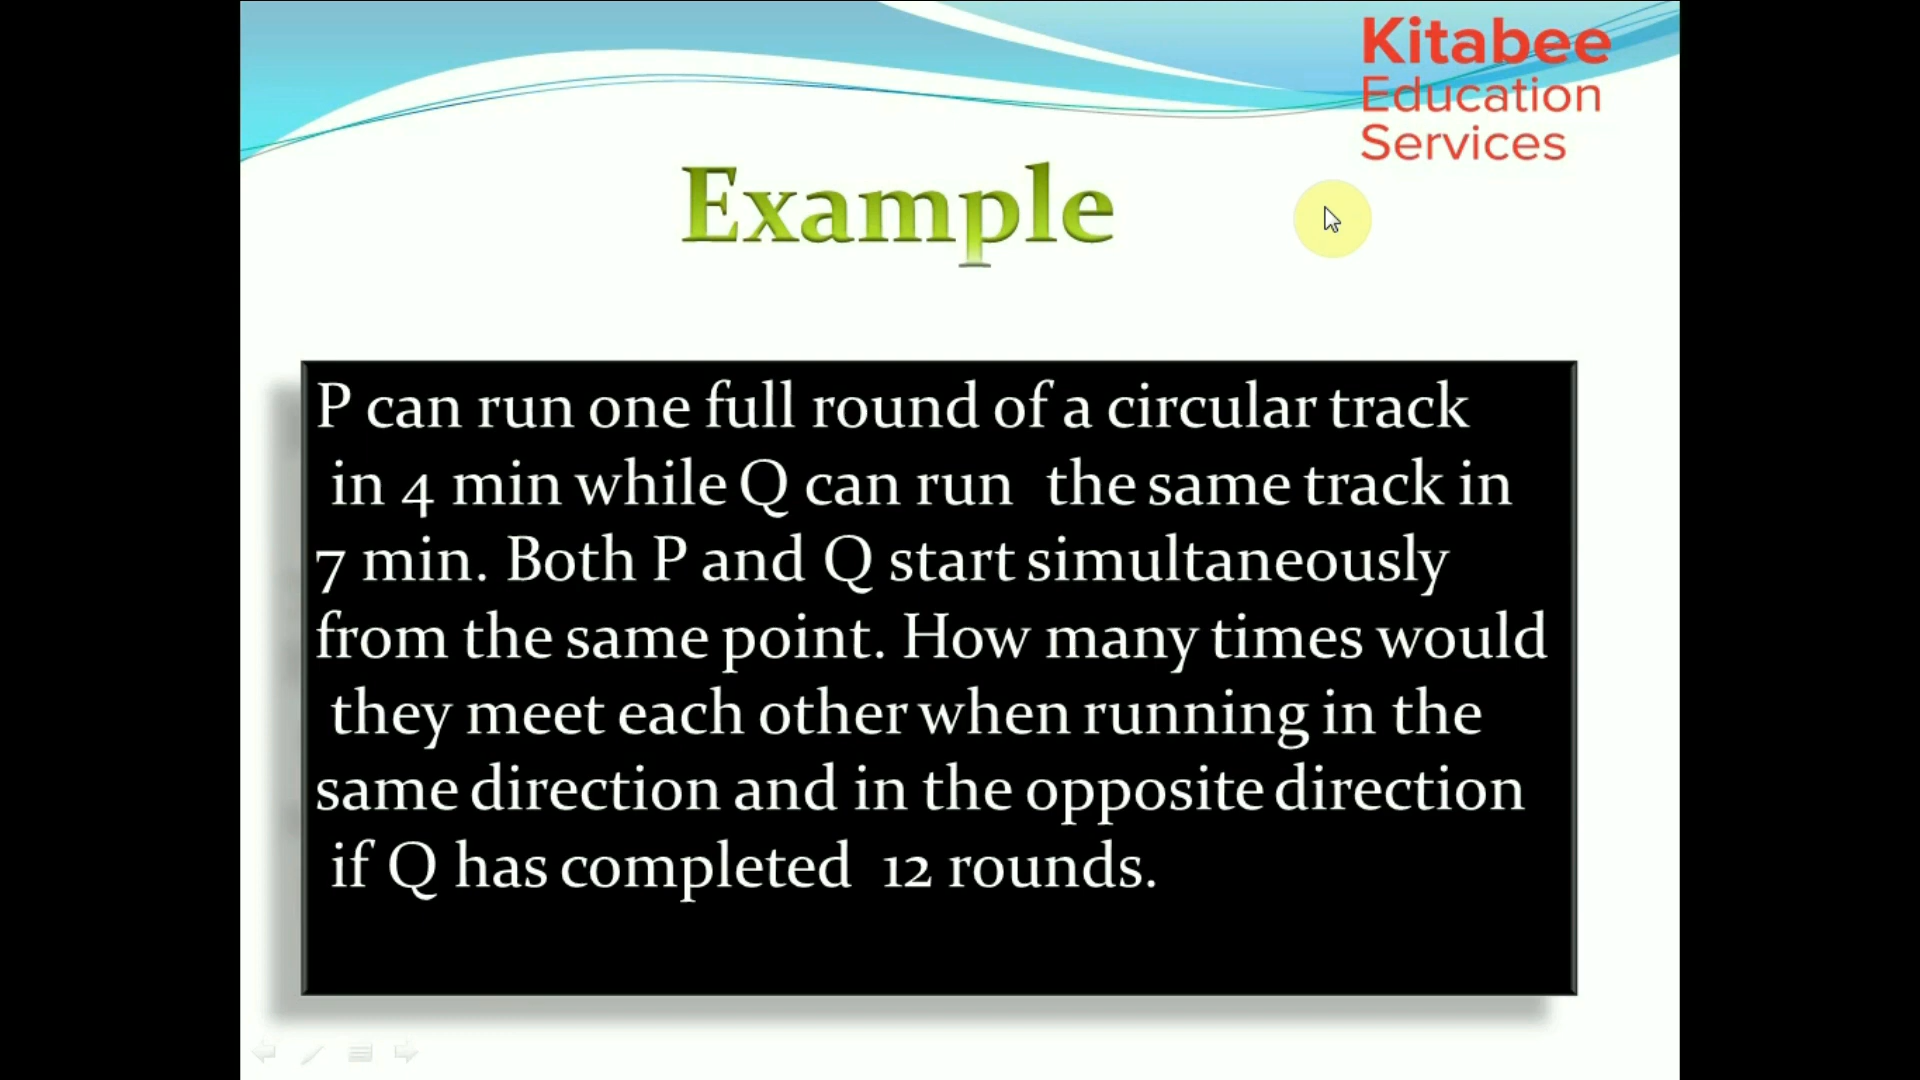 Kitabee
Education
Services
Example
P can run one full round of a circular track
in 4 min while Q can run the same track in
7 min. Both P and Q start simultaneously
from the same point. How many times would
they meet each other when running in the
same direction and in the opposite direction
if Q has completed 12 rounds.